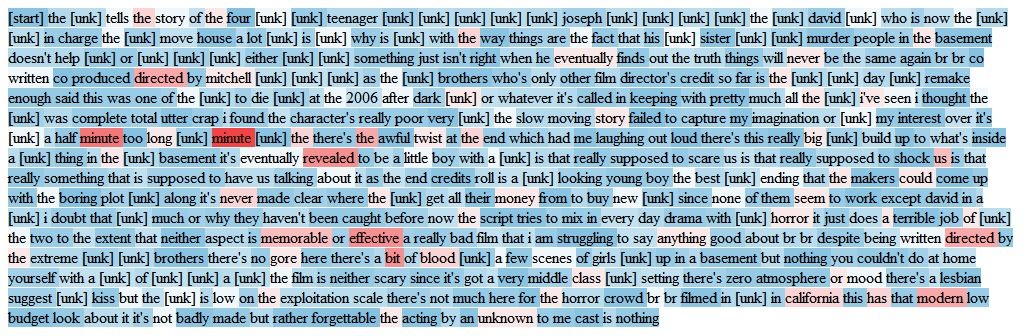 [start] the [unk] tells the story of the four [unk] [unk] teenager [unk] [unk] [unk] [unk] [unk] joseph [unk] [unk] [unk] [unk] the [unk] david [unk] who is now the [unk]
[unk] in charge the [unk] move house a lot [unk] is [unk] why is [unk] with the way things are the fact that his [unk] sister [unk] [unk] murder people in the basement
doesn't help [unk] or [unk] [unk] [unk] either [unk] [unk] something just isn't right when he eventually finds out the truth things will never be the same again br br co
written co produced directed by mitchell [unk] [unk] [unk] as the [unk] brothers who's only other film director's credit so far is the [unk] [unk] day [unk] remake
enough said this was one of the [unk] to die [unk] at the 2006 after dark [unk] or whatever it's called in keeping with pretty much all the [unk] i've seen i thought the
[unk] was complete total utter crap i found the character's really poor very [unk] the slow moving story failed to capture my imagination or [unk] my interest over it's
[unk] a half minute too long [unk] minute [unk] the there's the awful twist at the end which had me laughing out loud there's this really big [unk] build up to what's inside
a [unk] thing in the [unk] basement it's eventually revealed to be a little boy with a [unk] is that really supposed to scare us is that really supposed to shock us is that
really something that is supposed to have us talking about it as the end credits roll is a [unk] looking young boy the best [unk] ending that the makers could come up
with the boring plot [unk] along it's never made clear where the [unk] get all their money from to buy new [unk] since none of them seem to work except david in a
[unk] i doubt that [unk] much or why they haven't been caught before now the script tries to mix in every day drama with [unk] horror it just does a terrible job of [unk]
the two to the extent that neither aspect is memorable or effective a really bad film that i am struggling to say anything good about br br despite being written directed by
the extreme [unk] [unk] brothers there's no gore here there's a bit of blood [unk] a few scenes of girls [unk] up in a basement but nothing you couldn't do at home
yourself with a [unk] of [unk] [unk] a [unk] the film is neither scary since it's got a very middle class [unk] setting there's zero atmosphere or mood there's a lesbian
suggest [unk] kiss but the [unk] is low on the exploitation scale there's not much here for the horror crowd br br filmed in [unk] in california this has that modern low
budget look about it it's not badly made but rather forgettable the acting by an unknown to me cast is nothing